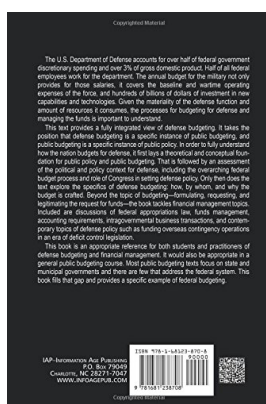 Copyrighted Material
The U.S. Department of Defense accounts for over half of federal government
discretionary spending and over 3% of gross domestic product. Half of all federal
employees work for the department. The annual budget for the military not only
provides for those salaries, it covers the baseline and wartime operating
expenses of the force, and hundreds of billions of dollars of investment in new
capabilities and technologies. Given the materiality of the defense function and
amount of resources it consumes, the processes for budgeting for defense and
managing the funds is important to understand.
This text provides a fully integrated view of defense budgeting. It takes the
position that defense budgeting is a specific instance of public budgeting, and
public budgeting is a specific instance of public policy. In order to fully understand
how the nation budgets for defense, it first lays a theoretical and conceptual foun-
dation for public policy and public budgeting. That is followed by an assessment
of the political and policy context for defense, including the overarching federal
budget process and role of Congress in setting defense policy. Only then does the
text explore the specifics of defense budgeting: how, by whom, and why the
budget is crafted. Beyond the topic of budgeting—formulating, requesting, and
legitimating the request for funds—the book tackles financial management topics.
Included are discussions of federal appropriations law, funds management,
accounting requirements, intragovernmental business transactions, and contem-
porary topics of defense policy such as funding overseas contingency operations
in an era of deficit control legislation.
This book is an appropriate reference for both students and practitioners of
defense budgeting and financial management. It would also be appropriate in a
general public budgeting course. Most public budgeting texts focus on state and
municipal governments and there are few that address the federal system. This
book fills that gap and provides a specific example of federal budgeting.
IAP–Information Age Publishing
P.O. Box 79049
Charlotte, NC 28271-7047
www.infoagepub.com
ISBN 978-1-68123-870-8
90000
9 781681 238708
Copyrighted Material